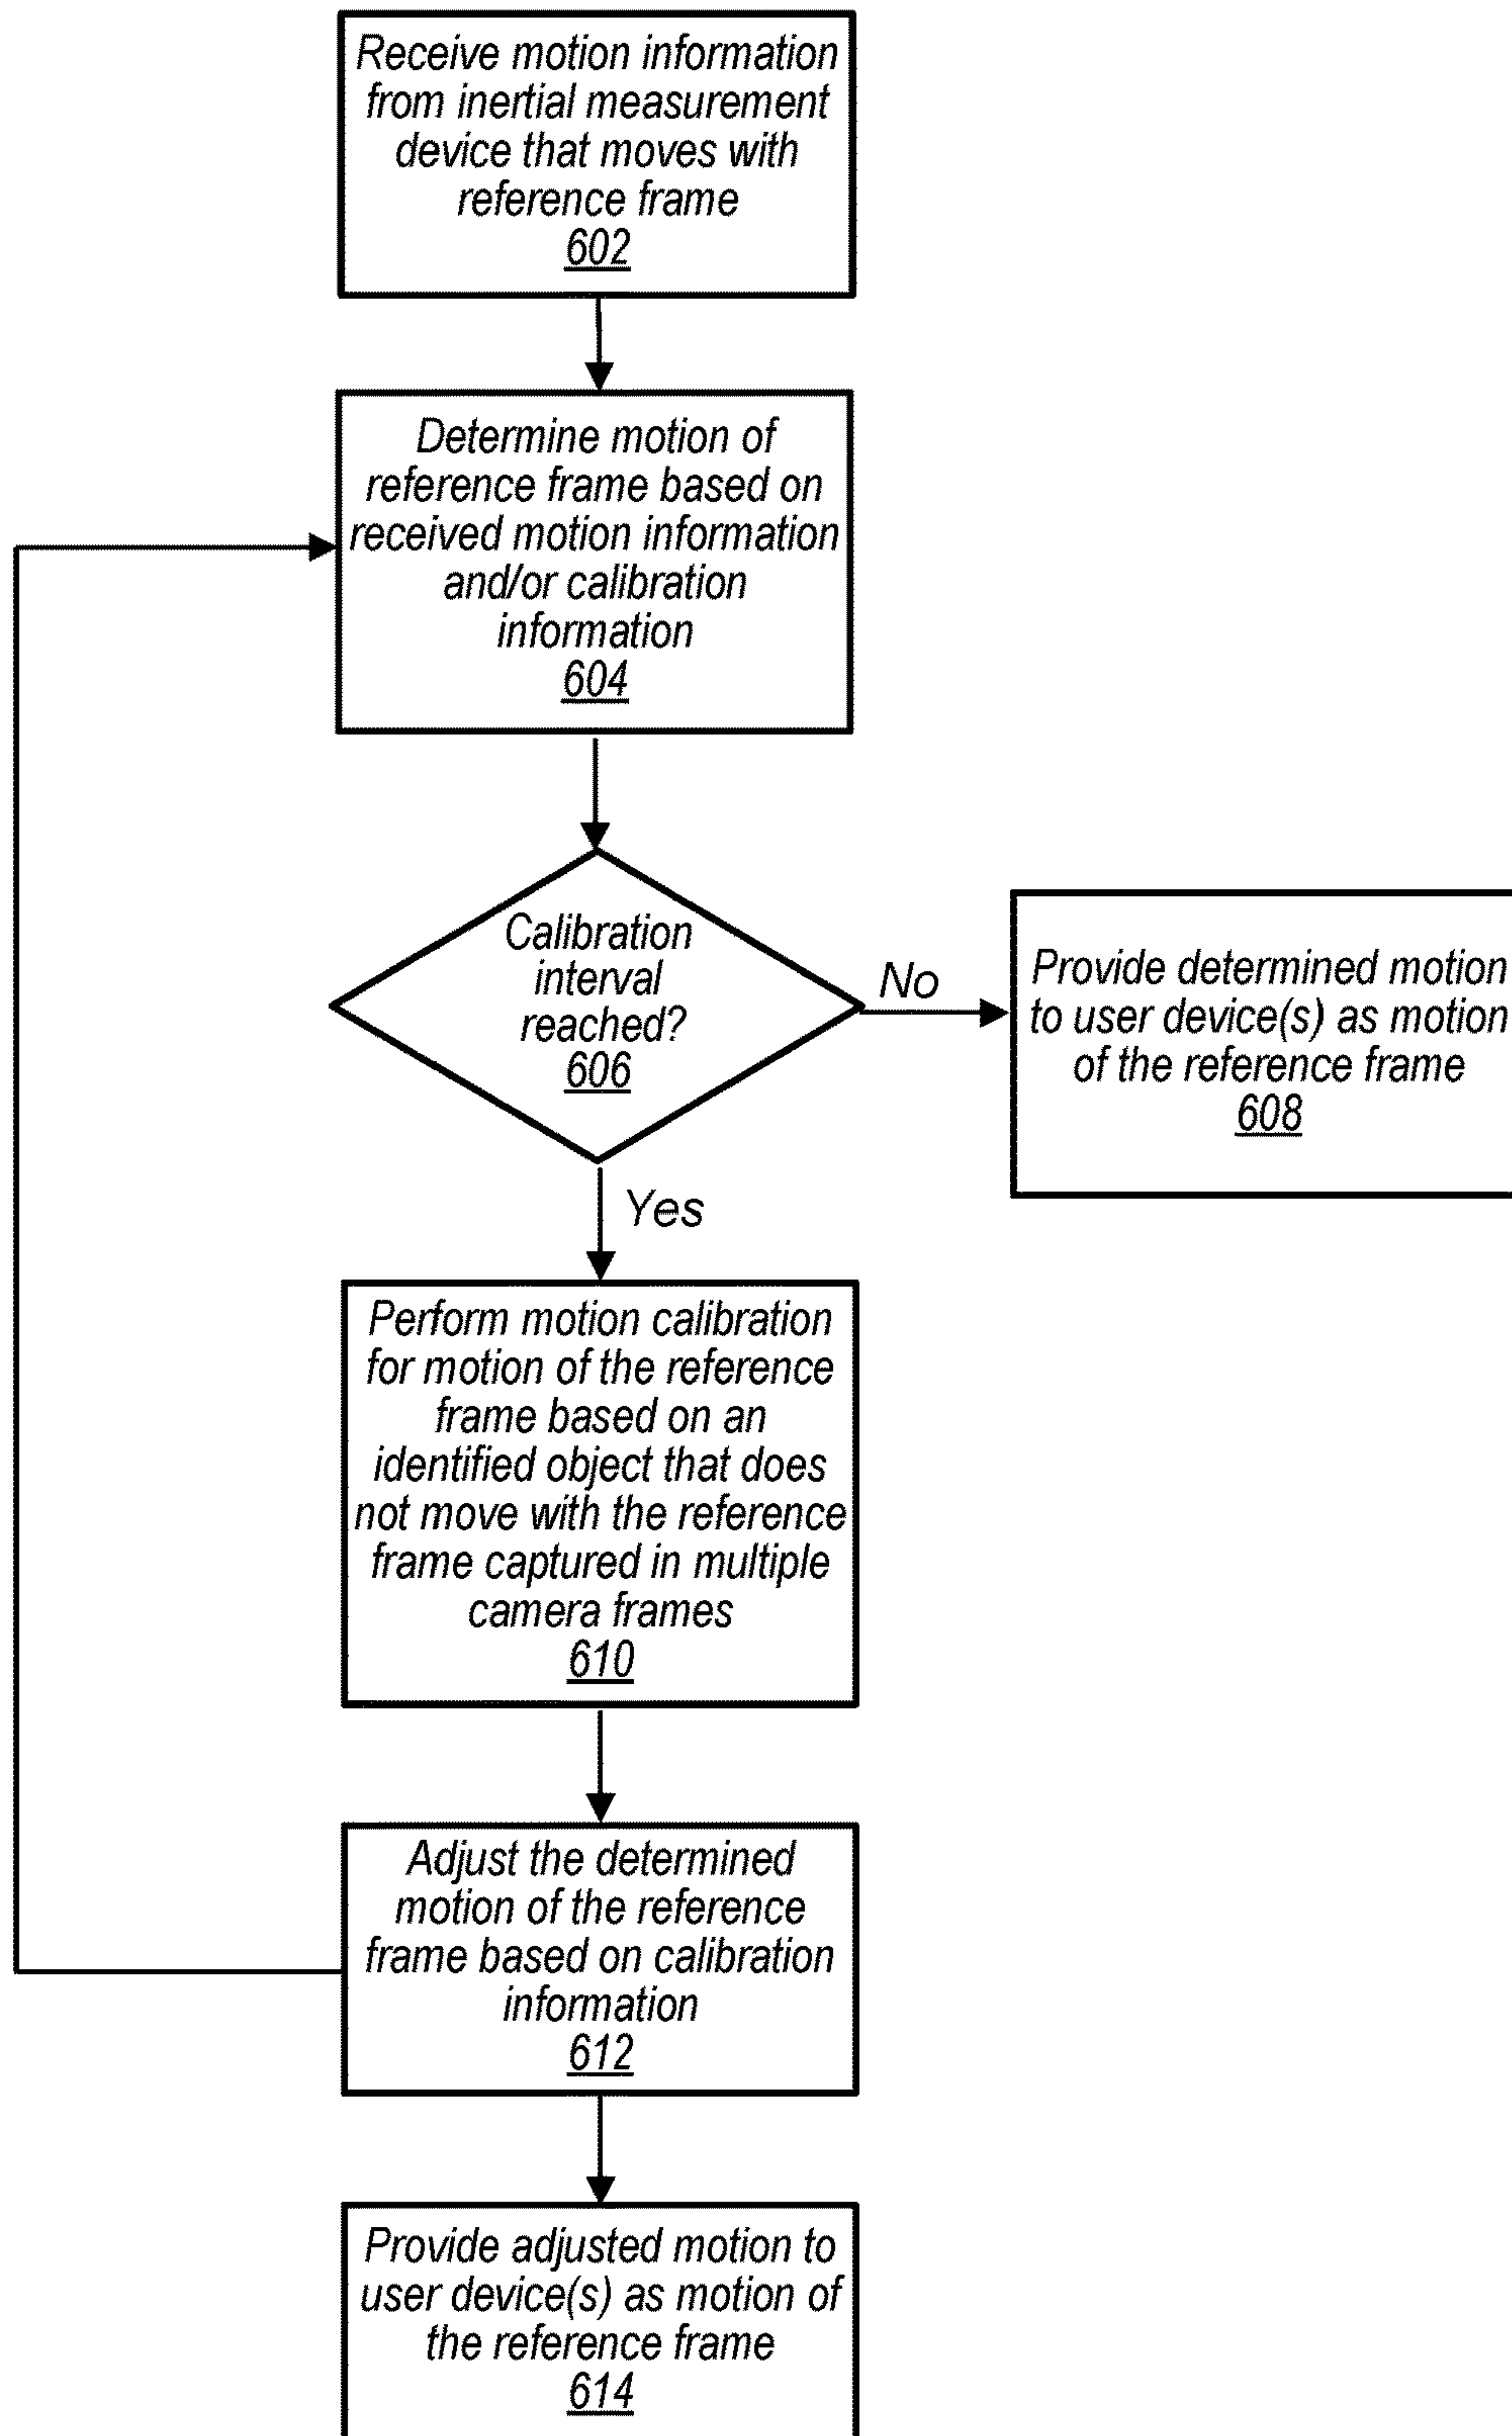 Receive motion information
from inertial measurement
device that moves with
reference frame
602
Determine motion of
reference frame based on
received motion information
and/or calibration
information
604
Calibration
interval
reached?
606
No
Provide determined motion
to user device(s) as motion
of the reference frame
608
Yes
Perform motion calibration
for motion of the reference
frame based on an
identified object that does
not move with the reference
frame captured in multiple
camera frames
610
Adjust the determined
motion of the reference
frame based on calibration
information
612
Provide adjusted motion to
user device(s) as motion of
the reference frame
614